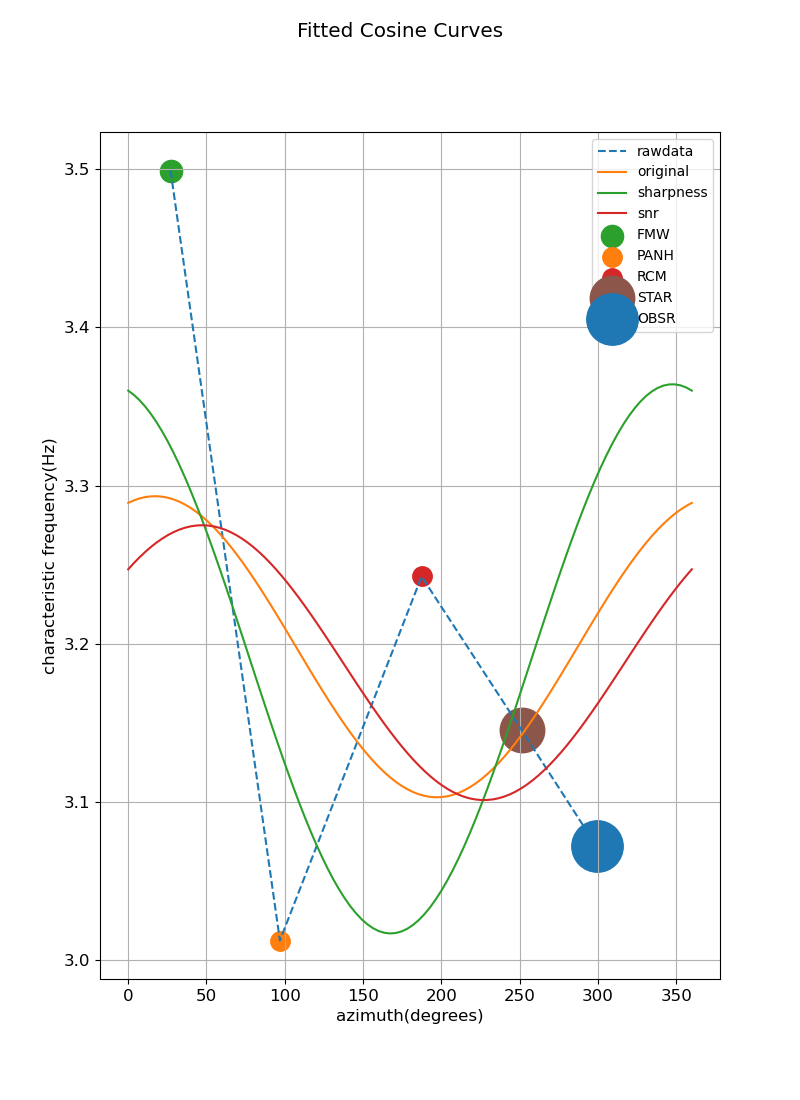 Fitted Cosine Curves
rawdata
original
sharpness
snr
FMW
PANH
RCM
STAR
OBSR
3.5
3.4
3.3
3.2
3.1
3.0
characteristic frequency(Hz)
0 50 100 150 200 250 300 350
azimuth(degrees)